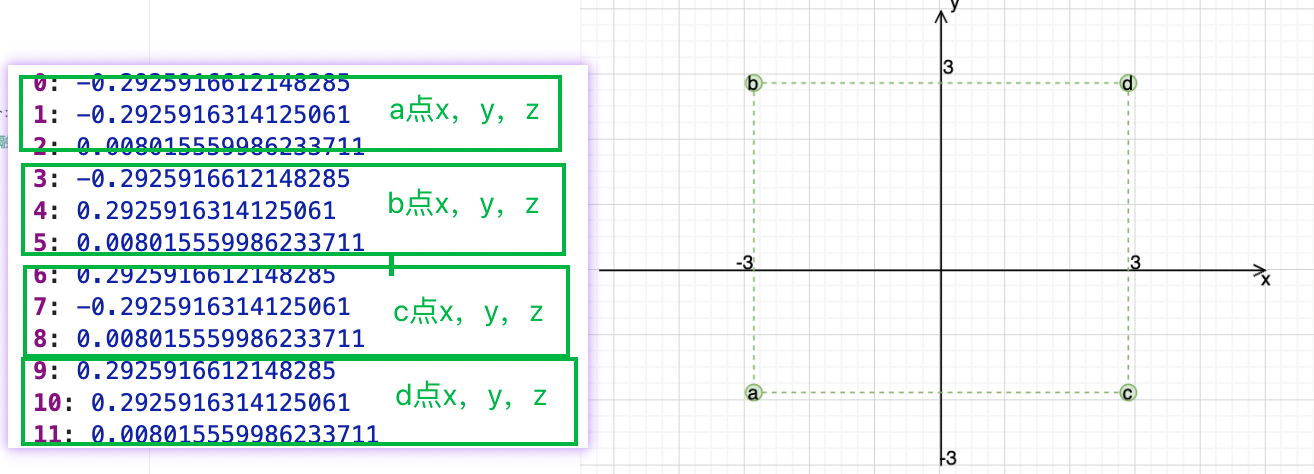 0: -0.2925916612148285
1: -0.2925916314125061
a点x，y，z
2: 0.008015559986233711
3: -0.2925916612148285
4: 0.2925916314125061
b点x，y，z
5: 0.008015559986233711
6: 0.2925916612148285
7: -0.2925916314125061
c点x，y，z
8: 0.008015559986233711
9: 0.2925916612148285
10: 0.2925916314125061
d点x，y，z
11: 0.008015559986233711
y
3
b
d
-3
3
x
a
c
-3